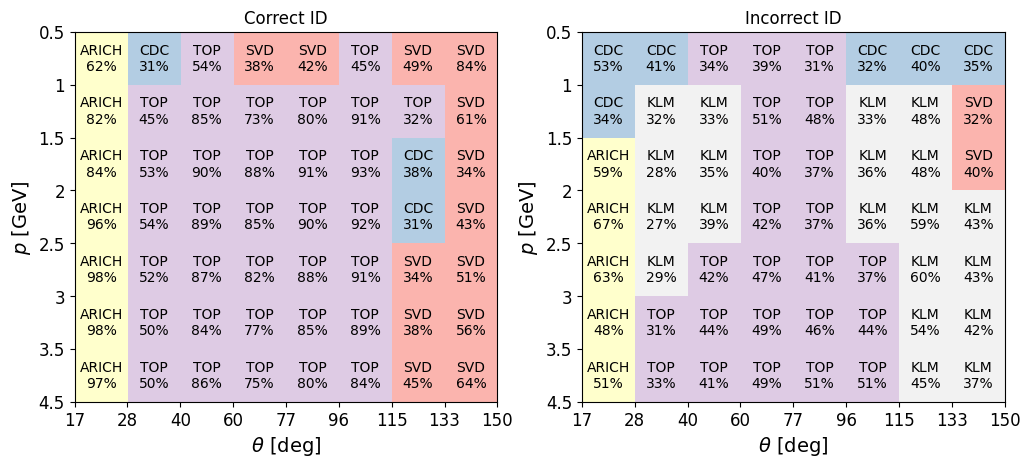 Correct ID
Incorrect ID
0.5
ARICH CDC TOP SVD SVD TOP SVD SVD
62% 31% 54% 38% 42% 45% 49% 84%
1
ARICH TOP TOP TOP TOP TOP TOP SVD
82% 45% 85% 73% 80% 91% 32% 61%
1.5
ARICH TOP TOP TOP TOP TOP CDC SVD
84% 53% 90% 88% 91% 93% 38% 34%
2
ARICH TOP TOP TOP TOP TOP CDC SVD
96% 54% 89% 85% 90% 92% 31% 43%
2.5
ARICH TOP TOP TOP TOP TOP SVD SVD
98% 52% 87% 82% 88% 91% 34% 51%
3
ARICH TOP TOP TOP TOP TOP SVD SVD
98% 50% 84% 77% 85% 89% 38% 56%
3.5
ARICH TOP TOP TOP TOP TOP SVD SVD
97% 50% 86% 75% 80% 84% 45% 64%
4.5
17 28 40 60 77 96 115 133 150
p [GeV]
θ [deg]
0.5
CDC CDC TOP TOP TOP CDC CDC CDC
53% 41% 34% 39% 31% 32% 40% 35%
1
CDC KLM KLM TOP TOP KLM KLM SVD
34% 32% 33% 51% 48% 33% 48% 32%
1.5
ARICH KLM KLM TOP TOP KLM KLM SVD
59% 28% 35% 40% 37% 36% 48% 40%
2
ARICH KLM KLM TOP TOP KLM KLM KLM
67% 27% 39% 42% 37% 36% 59% 43%
2.5
ARICH KLM TOP TOP TOP TOP KLM KLM
63% 29% 42% 47% 41% 37% 60% 43%
3
ARICH TOP TOP TOP TOP TOP KLM KLM
48% 31% 44% 49% 46% 44% 54% 42%
3.5
ARICH TOP TOP TOP TOP TOP KLM KLM
51% 33% 41% 49% 51% 51% 45% 37%
4.5
17 28 40 60 77 96 115 133 150
p [GeV]
θ [deg]